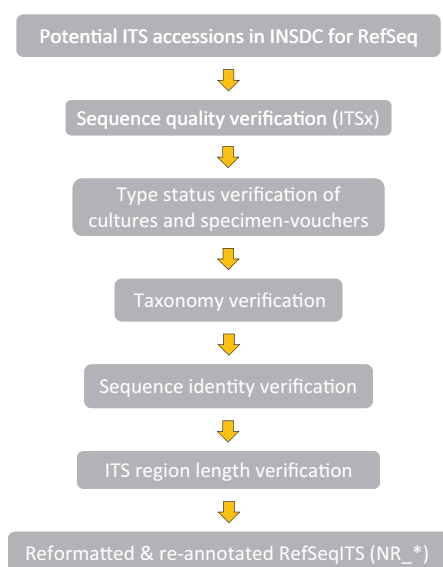 Potential ITS accessions in INSDC for RefSeq
Sequence quality verification (ITSx)
Type status verification of
cultures and specimen-vouchers
Taxonomy verification
Sequence identity verification
ITS region length verification
Reformatted & re-annotated RefSeqITS (NR_*)